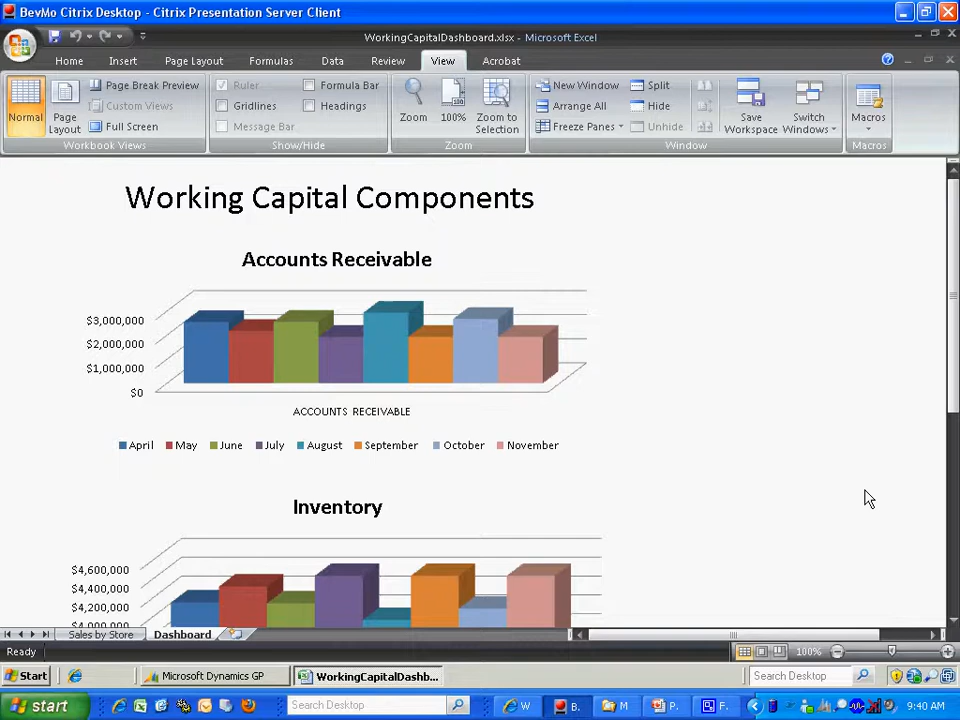 BevMo Citrix Desktop - Citrix Presentation Server Client
WorkingCapitalDashboard.xlsx - Microsoft Excel
Home Insert Page Layout Formulas Data Review View Acrobat
Normal
Page Layout
Page Break Preview
Custom Views
Full Screen
Workbook Views
Ruler
Gridlines
Message Bar
Formula Bar
Headings
Show/Hide
Zoom
100%
Zoom to Selection
Zoom
New Window
Arrange All
Freeze Panes
Split
Hide
Unhide
Save Workspace
Switch Windows
Window
Macros
Macros
Working Capital Components
Accounts Receivable
$3,000,000
$2,000,000
$1,000,000
$0
ACCOUNTS RECEIVABLE
April May June July August September October November
Inventory
$4,600,000
$4,400,000
$4,200,000
$4,000,000
Sales by Store Dashboard
Ready 100%
Start Microsoft Dynamics GP WorkingCapitalDashb... Search Desktop
start Search Desktop W B. M P. F. 9:40 AM